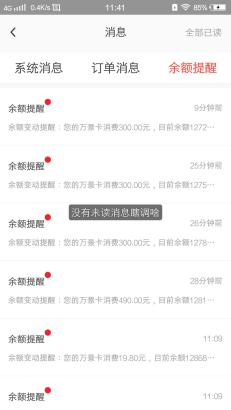 4G 0.4K/s 11:41 85%
消息 全部已读
系统消息 订单消息 余额提醒
余额提醒 9分钟前
余额变动提醒：您的万景卡消费300.00元，目前余额1272…
余额提醒 25分钟前
余额变动提醒：您的万景卡消费300.00元，目前余额1275…
没有未读消息瞎调啥
余额提醒 26分钟前
余额变动提醒：您的万景卡消费300.00元，目前余额1278…
余额提醒 28分钟前
余额变动提醒：您的万景卡消费490.00元，目前余额1281…
余额提醒 11:09
余额变动提醒：您的万景卡消费19.80元，目前余额12868…
余额提醒 11:09